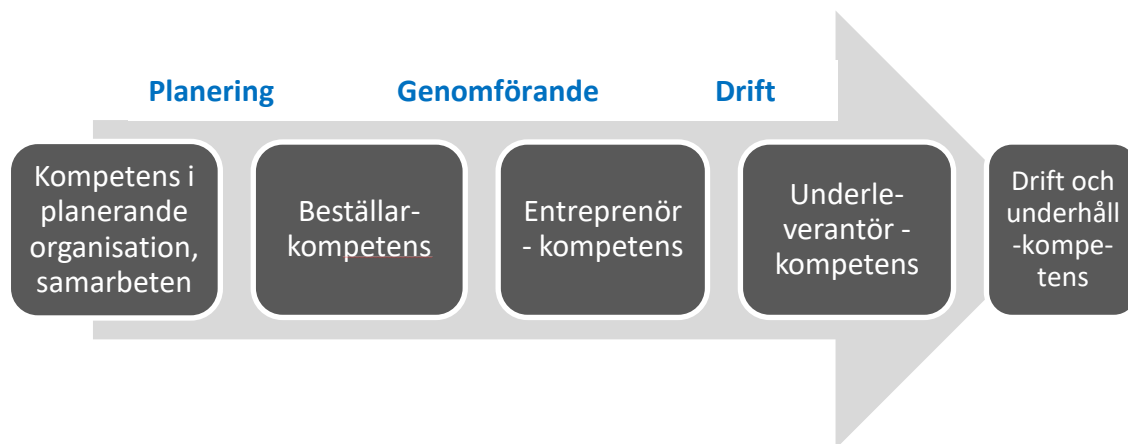 Planering
Genomförande
Drift
Kompetens i
planerande
organisation,
samarbeten
Beställar-
kompetens
Entreprenör
- kompetens
Underle-
verantör -
kompetens
Drift och
underhåll
-kompe-
tens